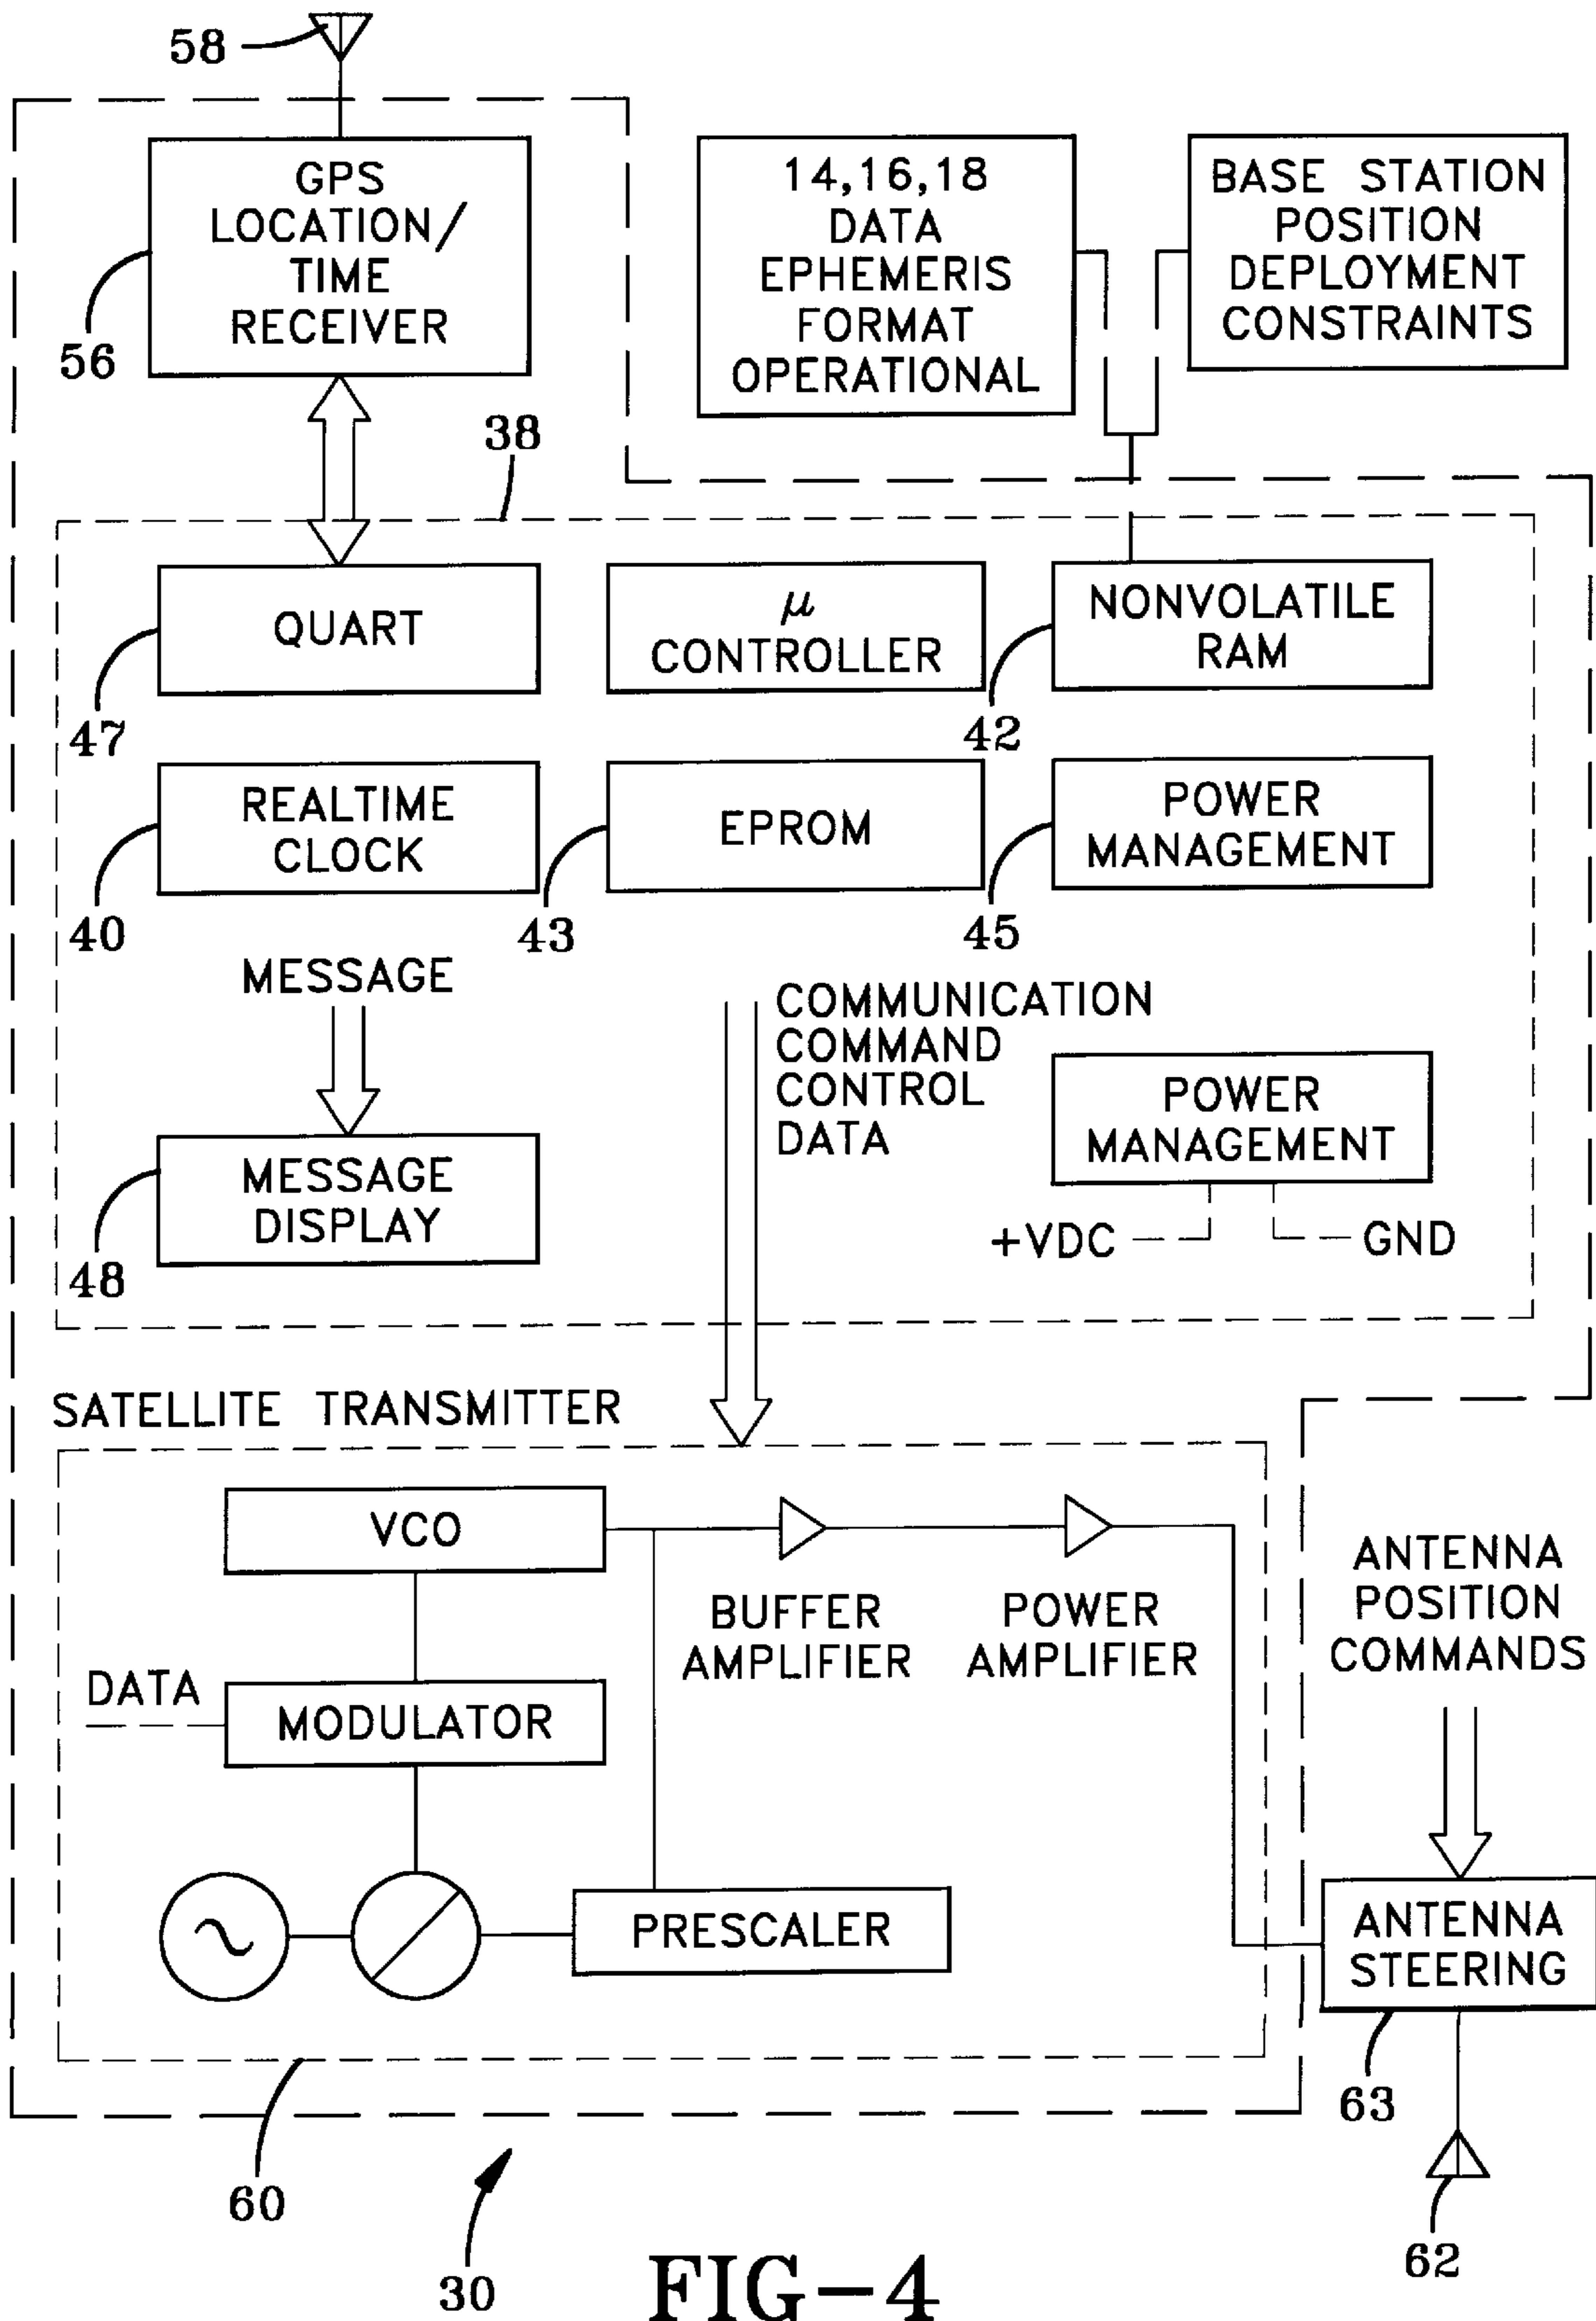 58
GPS
LOCATION/
TIME
RECEIVER
56
14,16,18
DATA
EPHEMERIS
FORMAT
OPERATIONAL
BASE STATION
POSITION
DEPLOYMENT
CONSTRAINTS
38
QUART
47
μ
CONTROLLER
NONVOLATILE
RAM
42
REALTIME
CLOCK
40
EPROM
43
POWER
MANAGEMENT
45
MESSAGE
MESSAGE
DISPLAY
48
COMMUNICATION
COMMAND
CONTROL
DATA
POWER
MANAGEMENT
+VDC
GND
SATELLITE TRANSMITTER
VCO
BUFFER
AMPLIFIER
POWER
AMPLIFIER
DATA
MODULATOR
PRESCALER
ANTENNA
POSITION
COMMANDS
ANTENNA
STEERING
63
60
62
30
FIG-4